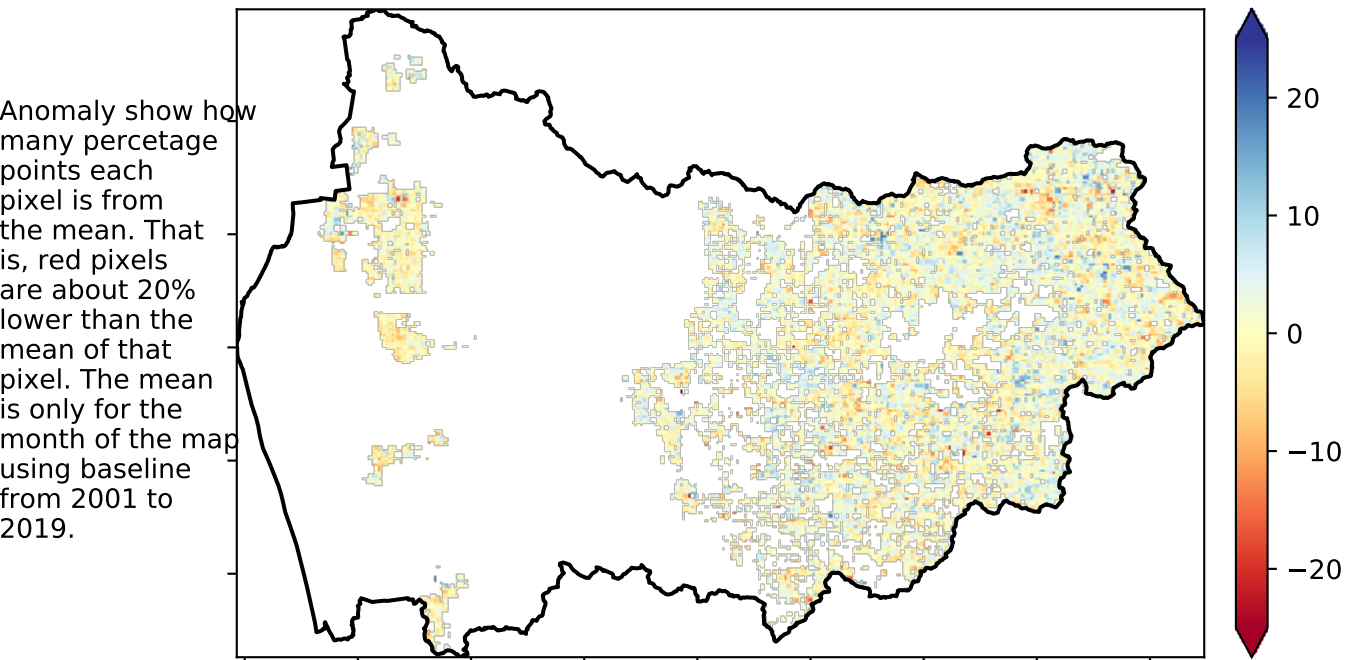 Anomaly show how
many percetage
points each
pixel is from
the mean. That
is, red pixels
are about 20%
lower than the
mean of that
pixel. The mean
is only for the
month of the map
using baseline
from 2001 to
2019.
20
10
0
−10
−20